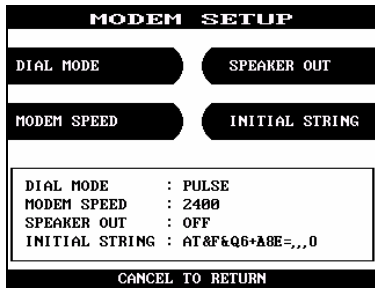 MODEM SETUP
DIAL MODE
SPEAKER OUT
MODEM SPEED
INITIAL STRING
DIAL MODE : PULSE
MODEM SPEED : 2400
SPEAKER OUT : OFF
INITIAL STRING : AT&F&Q6+A8E=,,,0
CANCEL TO RETURN